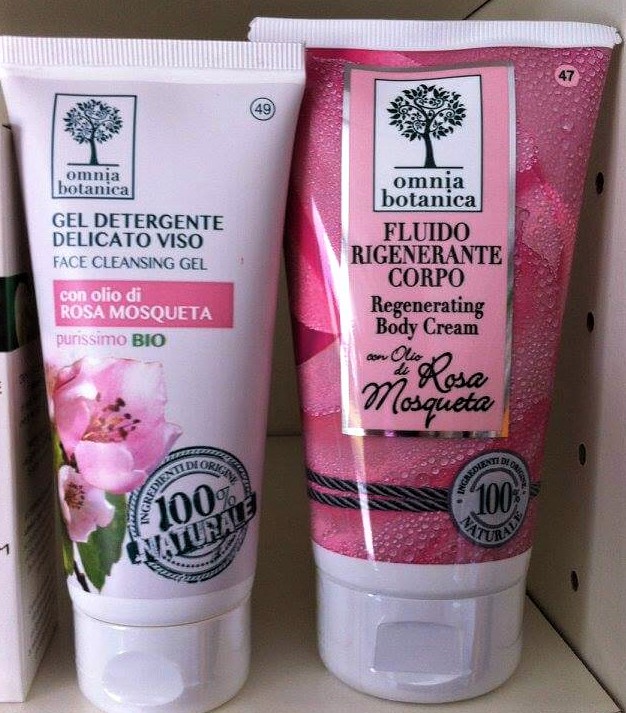 49
omnia
botanica
GEL DETERGENTE
DELICATO VISO
FACE CLEANSING GEL
con olio di
ROSA MOSQUETA
purissimo BIO
INGREDIENTI DI ORIGINE
100%
NATURALE
47
omnia
botanica
FLUIDO
RIGENERANTE
CORPO
Regenerating
Body Cream
con Olio
di Rosa
Mosqueta
INGREDIENTI DI ORIGINE
100%
NATURALE